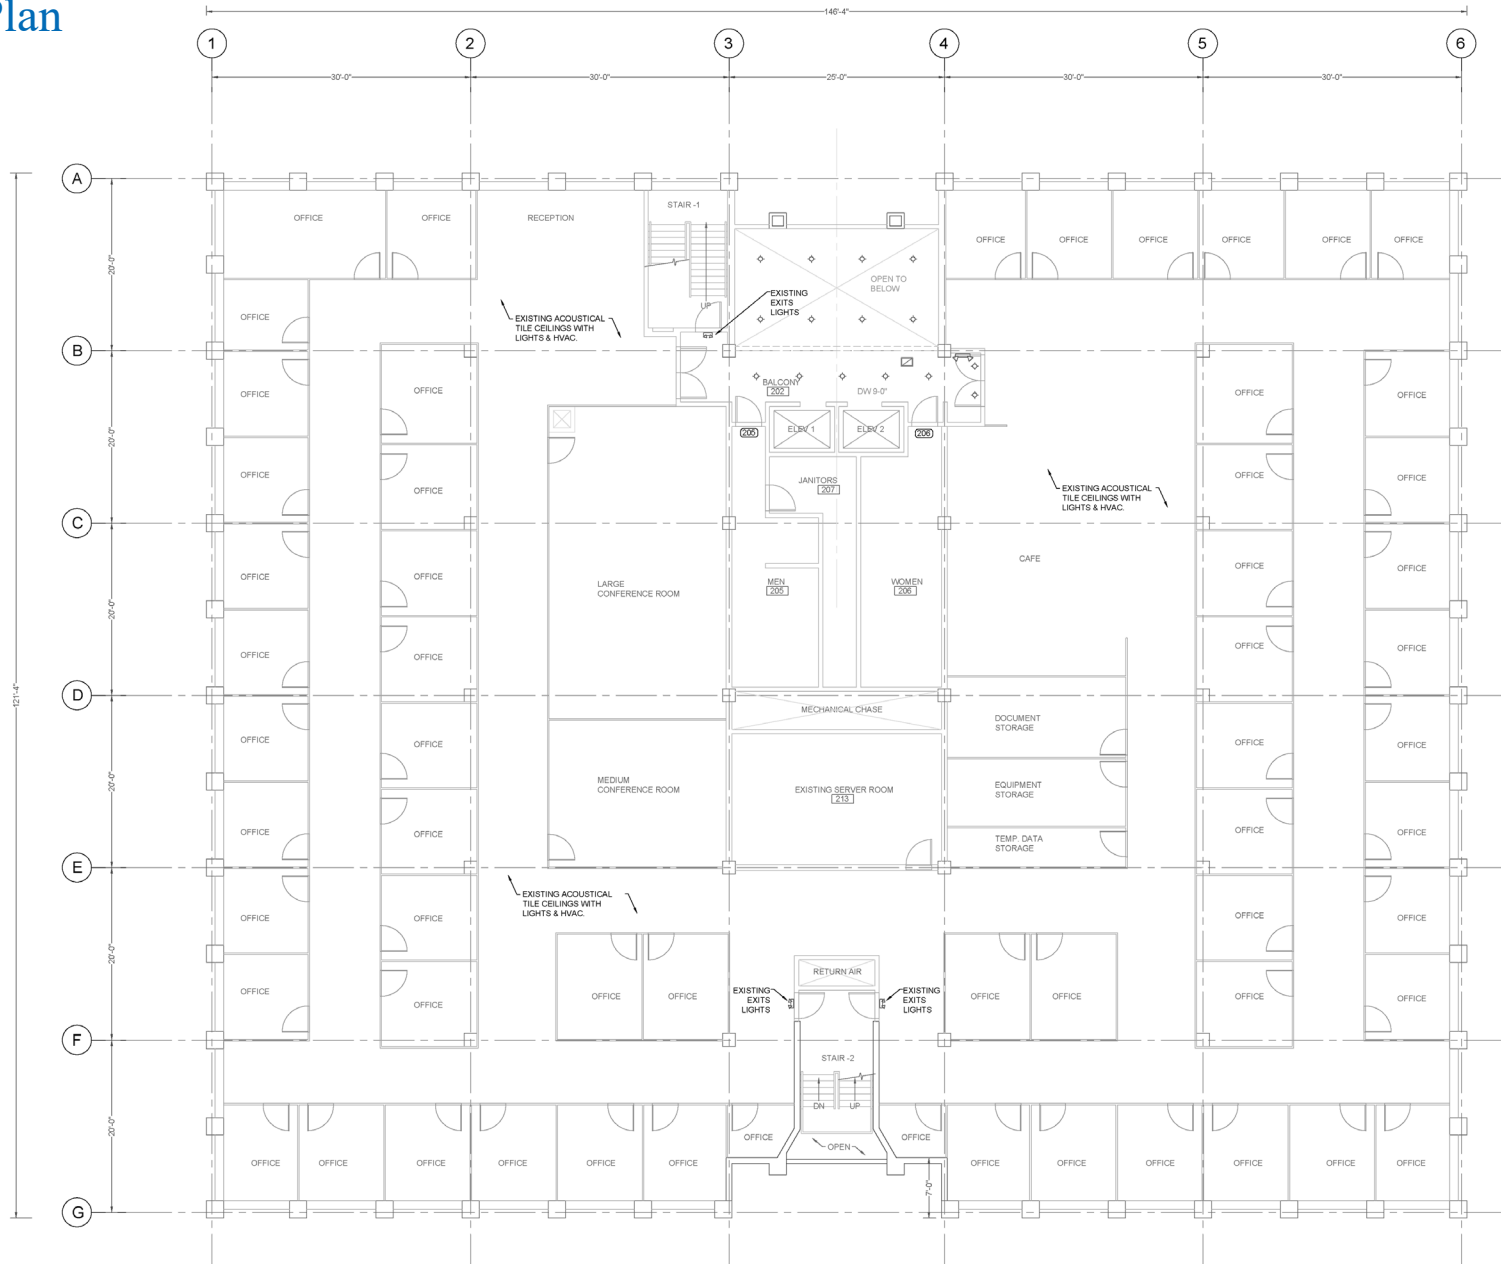 Plan
146'-4"
1
2
3
4
5
6
30'-0"
30'-0"
25'-0"
30'-0"
30'-0"
A
B
C
D
E
F
G
121'-4"
20'-0"
20'-0"
20'-0"
20'-0"
20'-0"
20'-0"
STAIR -1
OFFICE
OFFICE
RECEPTION
OFFICE
OFFICE
OFFICE
OFFICE
OFFICE
OFFICE
OPEN TO
BELOW
UP
EXISTING
EXITS
LIGHTS
OFFICE
EXISTING ACOUSTICAL
TILE CEILINGS WITH
LIGHTS & HVAC.
BALCONY
202
DW 9-0"
OFFICE
OFFICE
OFFICE
OFFICE
205
ELEV 1
ELEV 2
206
OFFICE
OFFICE
OFFICE
OFFICE
JANITORS
207
EXISTING ACOUSTICAL
TILE CEILINGS WITH
LIGHTS & HVAC.
CAFE
OFFICE
OFFICE
OFFICE
OFFICE
LARGE
CONFERENCE ROOM
MEN
205
WOMEN
206
OFFICE
OFFICE
OFFICE
OFFICE
MECHANICAL CHASE
DOCUMENT
STORAGE
OFFICE
OFFICE
OFFICE
OFFICE
MEDIUM
CONFERENCE ROOM
EXISTING SERVER ROOM
213
EQUIPMENT
STORAGE
OFFICE
OFFICE
OFFICE
OFFICE
TEMP. DATA
STORAGE
EXISTING ACOUSTICAL
TILE CEILINGS WITH
LIGHTS & HVAC.
OFFICE
OFFICE
OFFICE
OFFICE
RETURN AIR
OFFICE
OFFICE
OFFICE
OFFICE
EXISTING
EXITS
LIGHTS
EXISTING
EXITS
LIGHTS
OFFICE
OFFICE
OFFICE
OFFICE
STAIR -2
DN
UP
OFFICE
OPEN
OFFICE
OFFICE
OFFICE
OFFICE
OFFICE
OFFICE
OFFICE
OFFICE
OFFICE
OFFICE
OFFICE
OFFICE
OFFICE
7'-0"